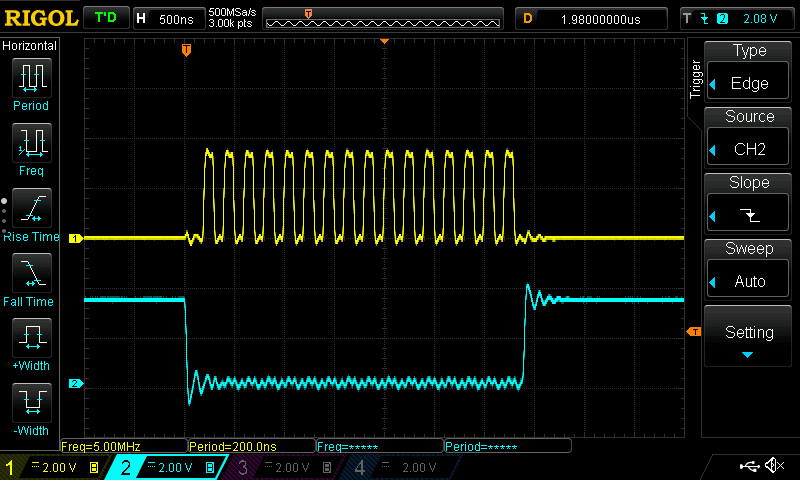 RIGOL T'D H 500ns 500MSa/s 3.00k pts T D 1.98000000us T 2 2.08 V
Horizontal
Period
Freq
Rise Time
Fall Time
+Width
-Width
T
1
2
T
Trigger
Type
Edge
Source
CH2
Slope
Sweep
Auto
Setting
Freq=5.00MHz Period=200.0ns Freq=***** Period=*****
1 2.00 V B 2 2.00 V B 3 2.00 V B 4 2.00 V